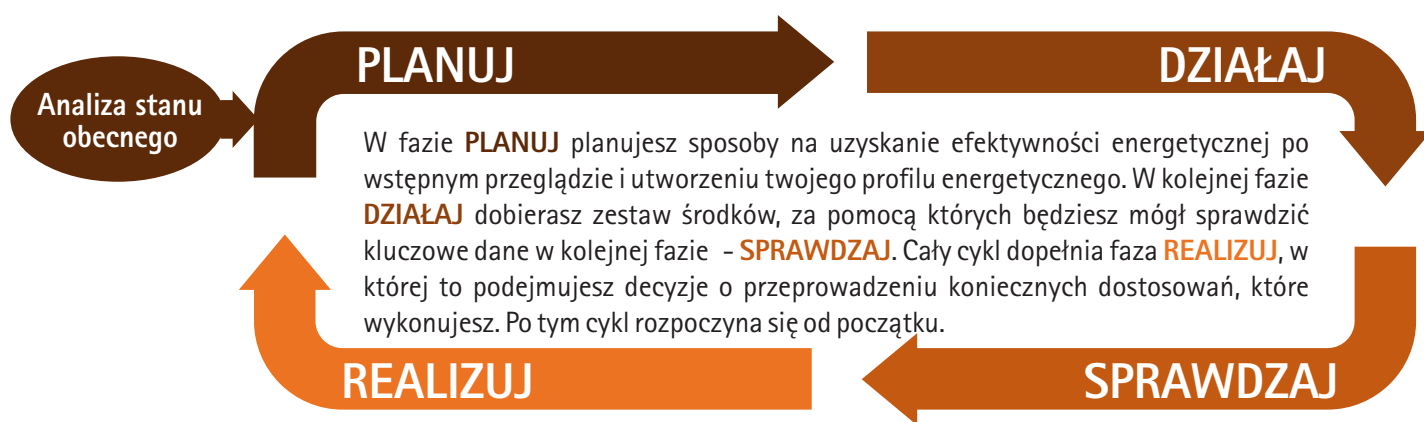 PLANUJ
DZIAŁAJ
Analiza stanu
obecnego
W fazie PLANUJ planujesz sposoby na uzyskanie efektywności energetycznej po
wstępnym przeglądzie i utworzeniu twojego profilu energetycznego. W kolejnej fazie
DZIAŁAJ dobierasz zestaw środków, za pomocą których będziesz mógł sprawdzić
kluczowe dane w kolejnej fazie - SPRAWDZAJ. Cały cykl dopełnia faza REALIZUJ, w
której to podejmujesz decyzje o przeprowadzeniu koniecznych dostosowań, które
wykonujesz. Po tym cykl rozpoczyna się od początku.
REALIZUJ
SPRAWDZAJ